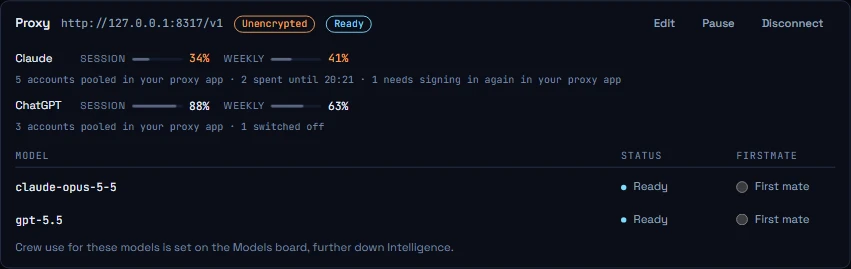 Proxy http://127.0.0.1:8317/v1 Unencrypted Ready Edit Pause Disconnect
Claude SESSION 34% WEEKLY 41%
5 accounts pooled in your proxy app · 2 spent until 20:21 · 1 needs signing in again in your proxy app
ChatGPT SESSION 88% WEEKLY 63%
3 accounts pooled in your proxy app · 1 switched off
MODEL STATUS FIRSTMATE
claude-opus-5-5 Ready First mate
gpt-5.5 Ready First mate
Crew use for these models is set on the Models board, further down Intelligence.